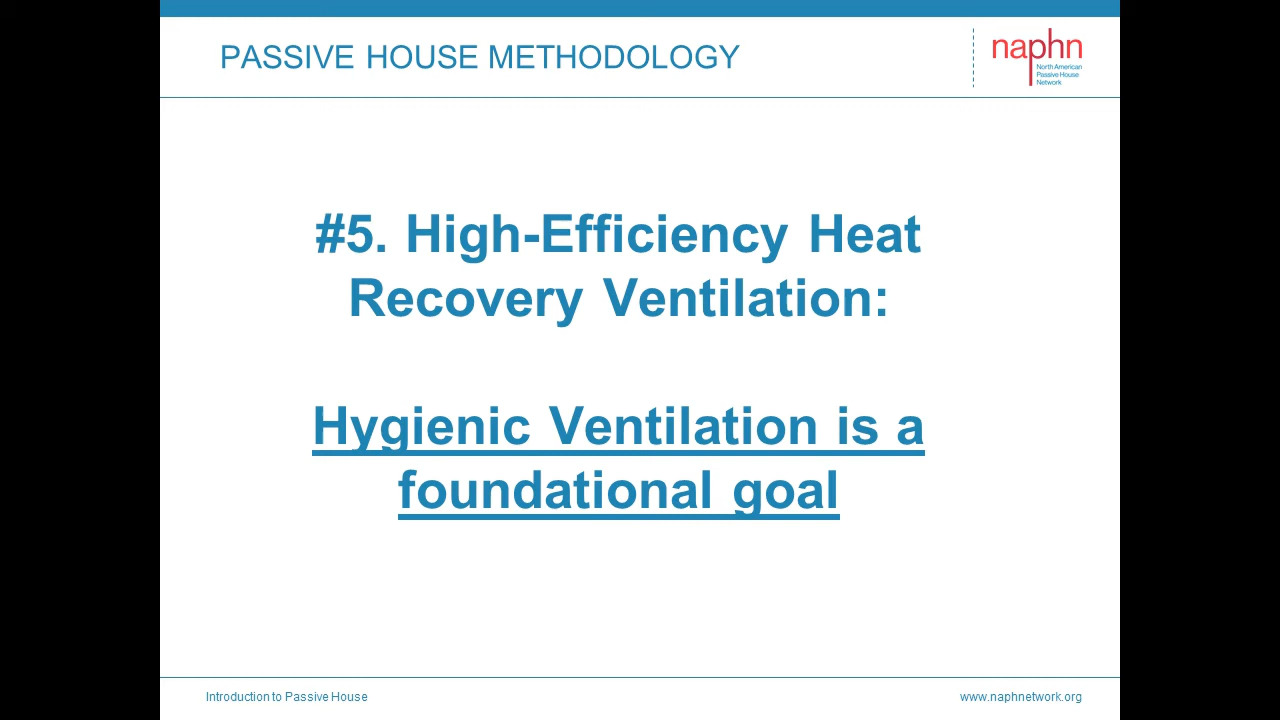 PASSIVE HOUSE METHODOLOGY
naphn
North American
Passive House
Network
#5. High-Efficiency Heat
Recovery Ventilation:
Hygienic Ventilation is a
foundational goal
Introduction to Passive House
www.naphnetwork.org